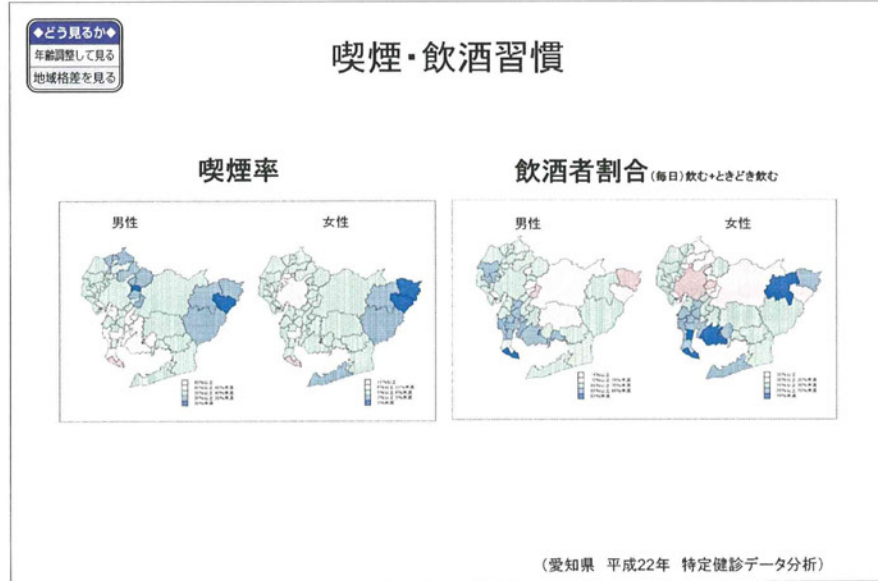 ◆どう見るか◆
年齢調整して見る
地域格差を見る
喫煙・飲酒習慣
喫煙率
男性
女性
飲酒者割合(毎日)飲む+ときどき飲む
男性
女性
(愛知県 平成22年 特定健診データ分析)